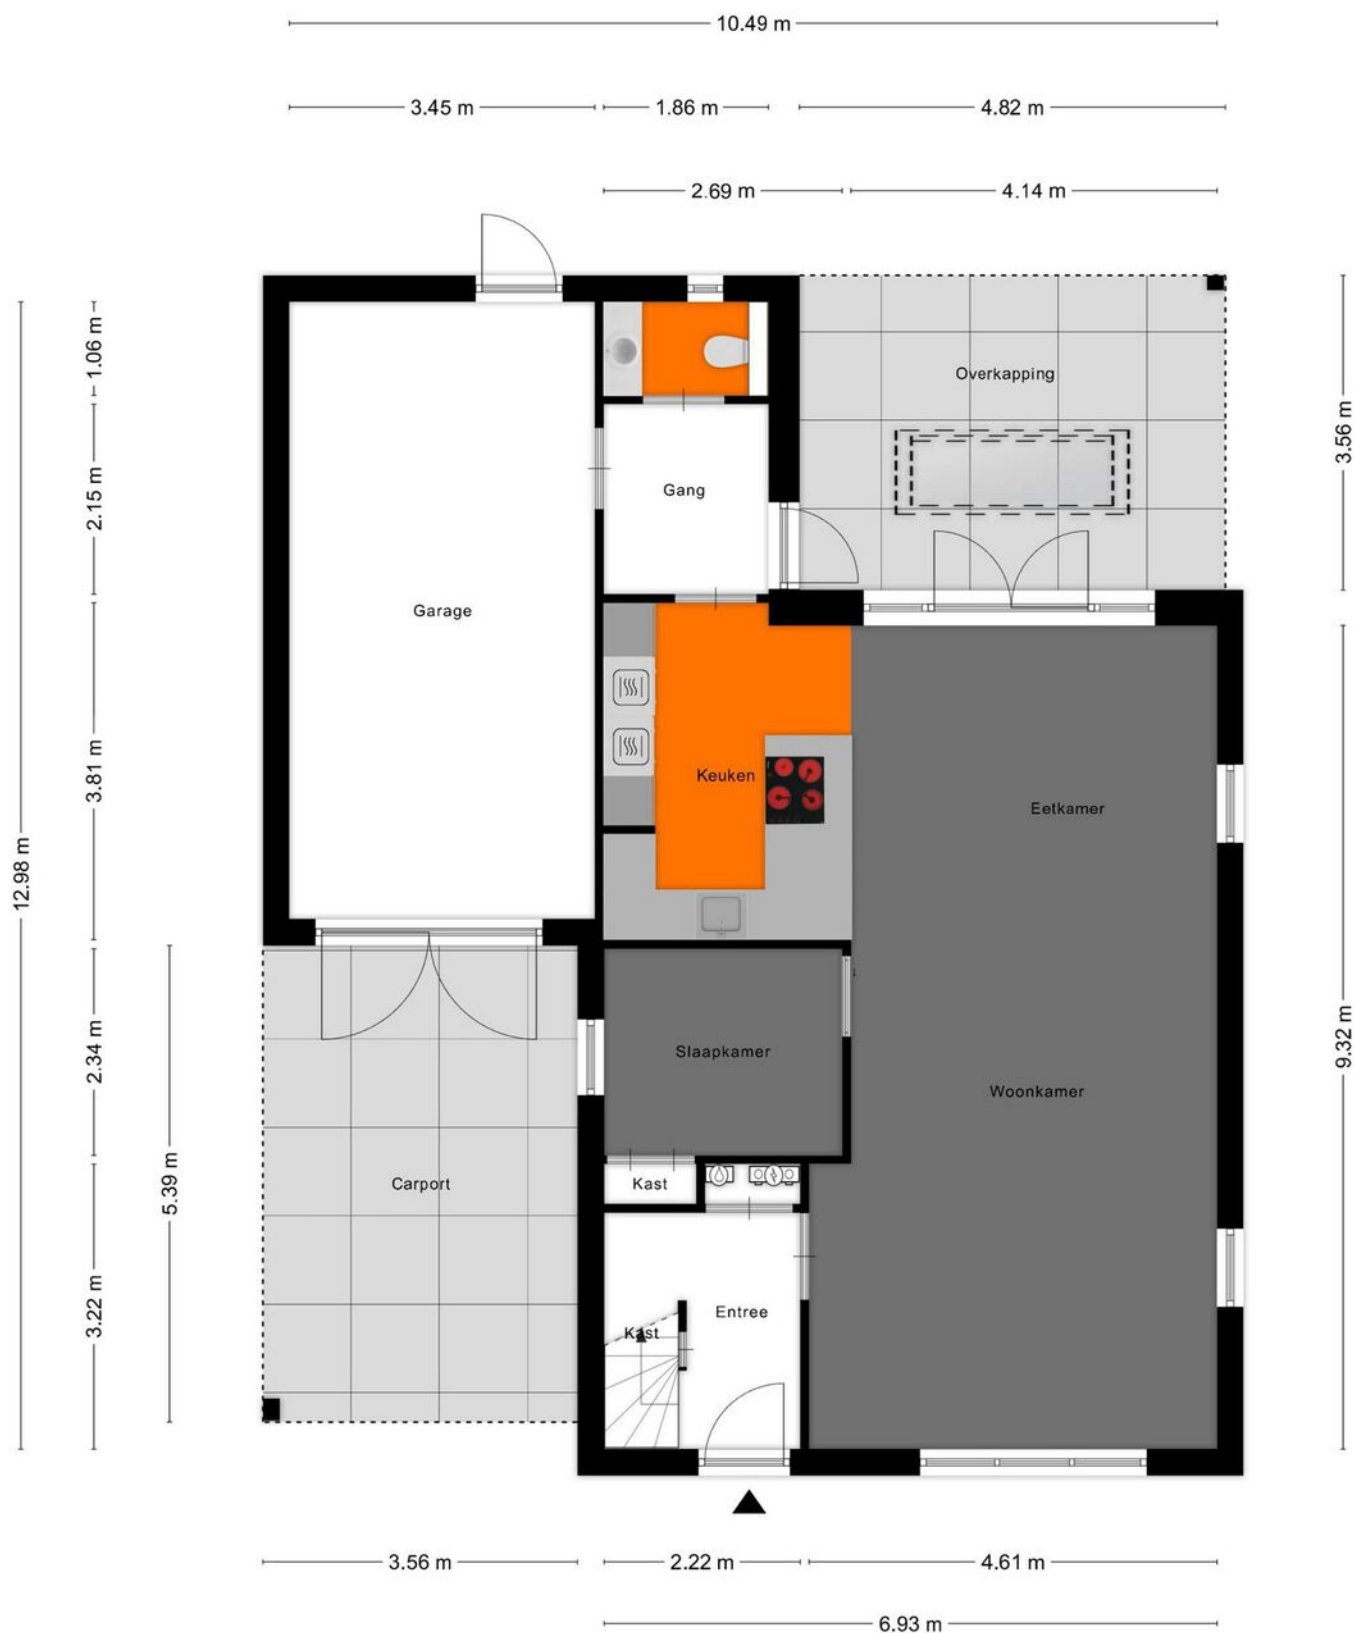 10.49 m
3.45 m
1.86 m
4.82 m
2.69 m
4.14 m
1.06 m
2.15 m
3.81 m
12.98 m
2.34 m
5.39 m
3.22 m
3.56 m
9.32 m
Overkapping
Gang
Garage
Keuken
Eetkamer
Slaapkamer
Woonkamer
Kast
Carport
Entree
Kast
3.56 m
2.22 m
4.61 m
6.93 m